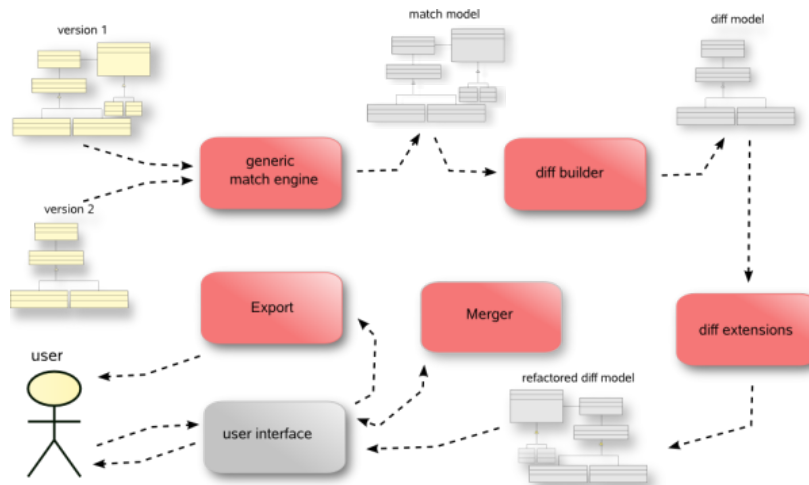 version 1
match model
diff model
generic
match engine
diff builder
version 2
Export
Merger
diff extensions
user
refactored diff model
user interface